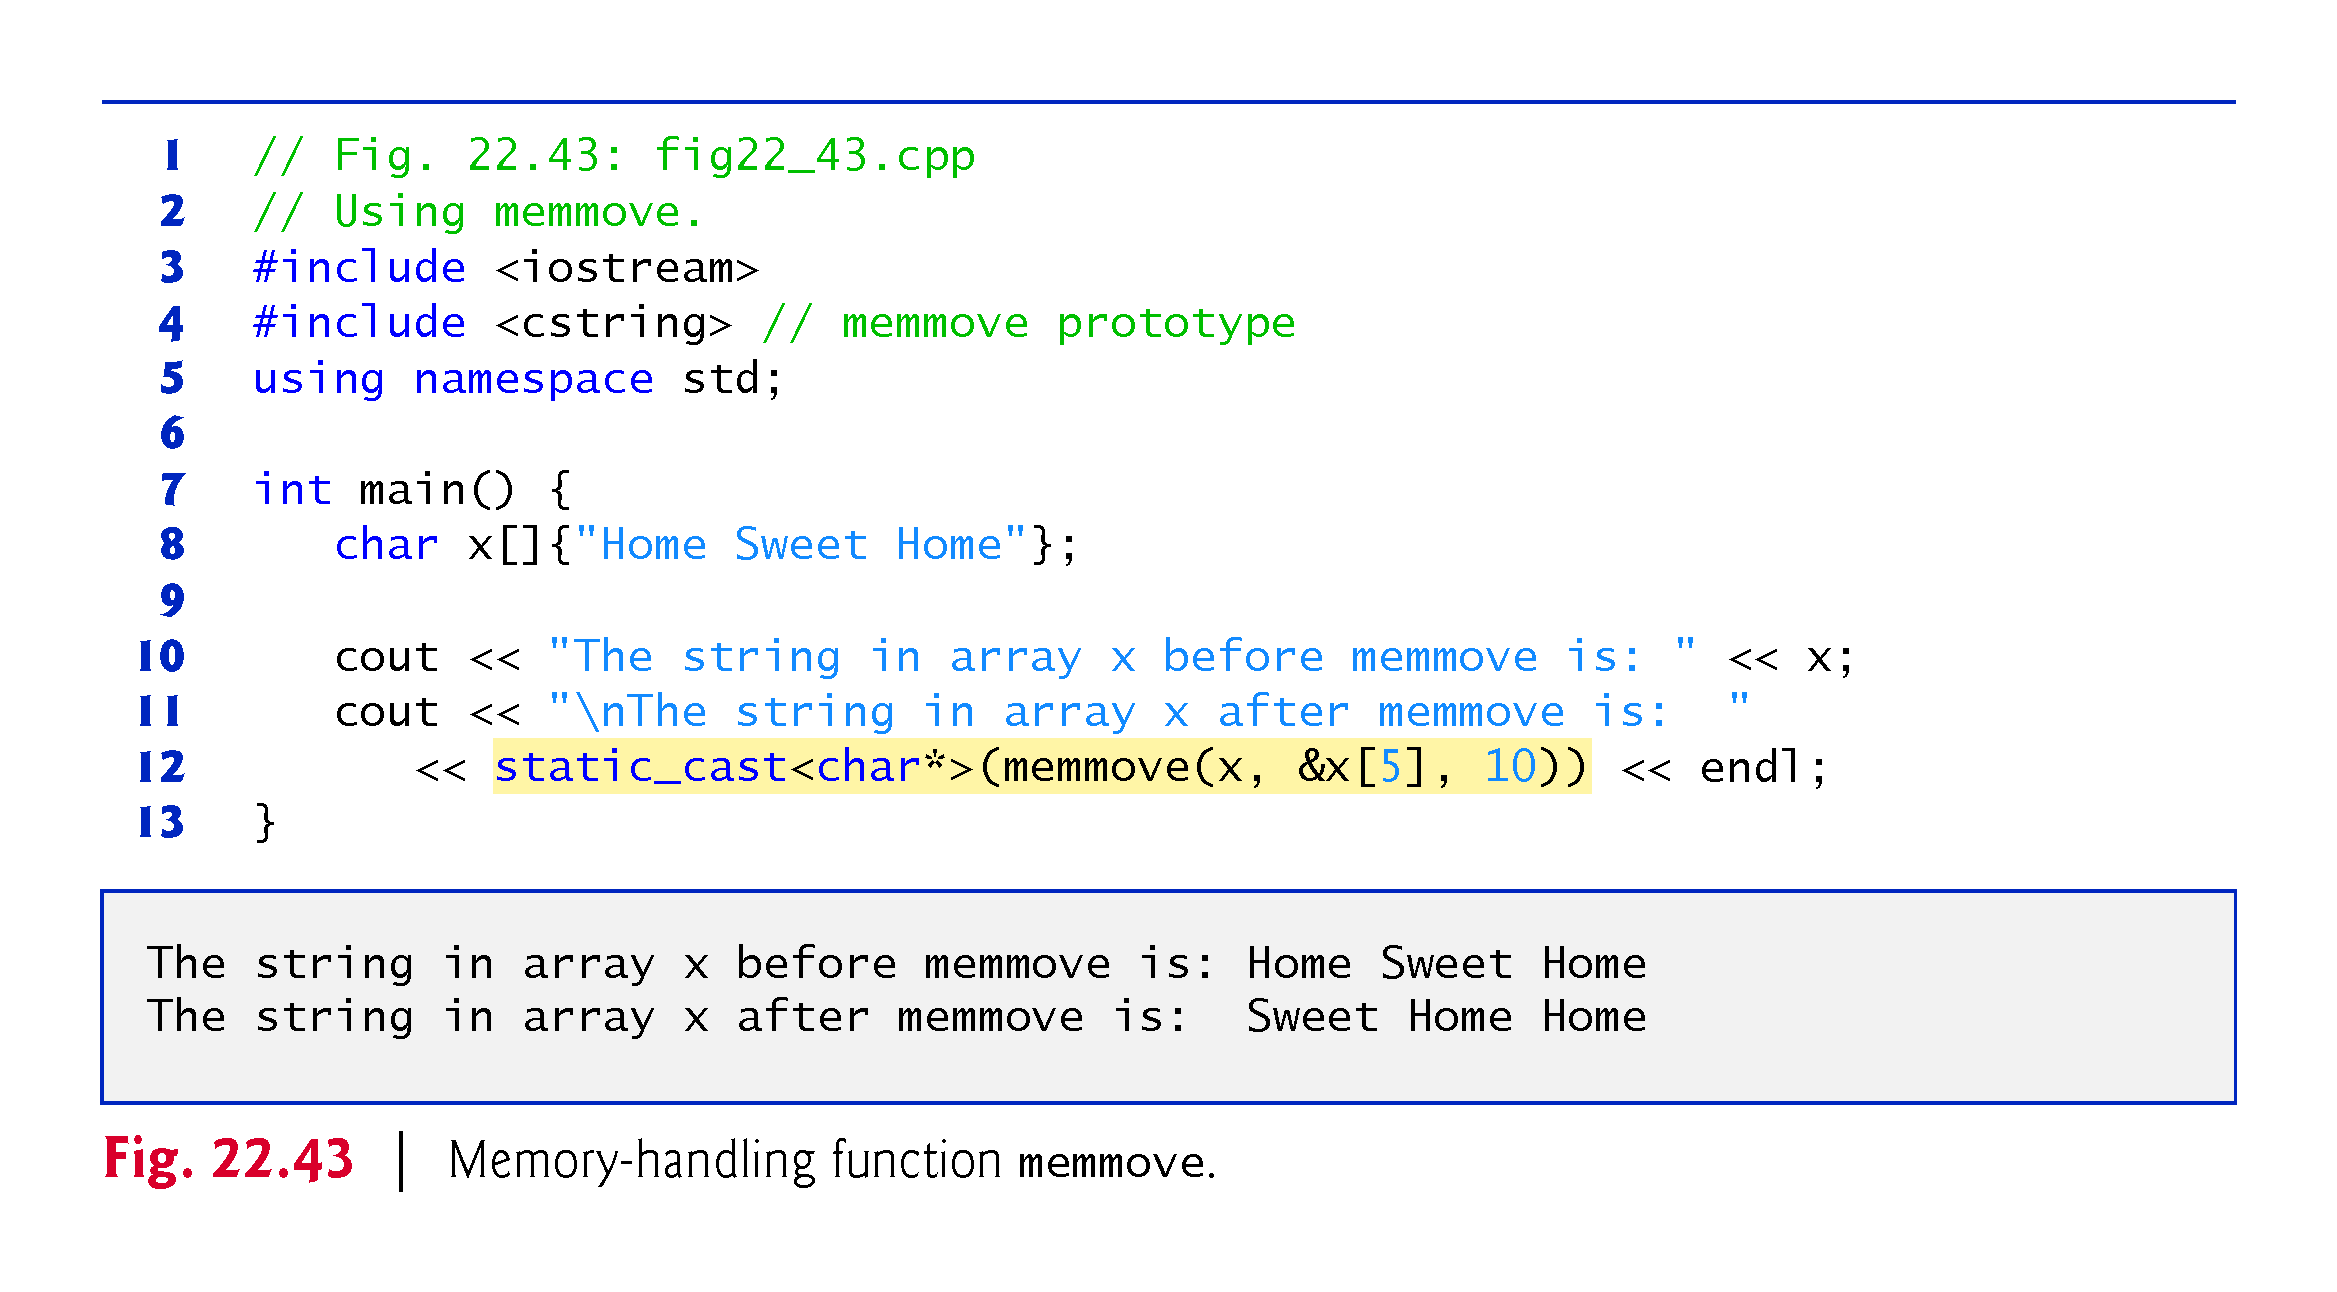 1 // Fig. 22.43: fig22_43.cpp
2 // Using memmove.
3 #include <iostream>
4 #include <cstring> // memmove prototype
5 using namespace std;
6
7 int main() {
8    char x[]{"Home Sweet Home"};
9
10    cout << "The string in array x before memmove is: " << x;
11    cout << "\nThe string in array x after memmove is:  "
12       << static_cast<char*>(memmove(x, &x[5], 10)) << endl;
13 }
The string in array x before memmove is: Home Sweet Home
The string in array x after memmove is:  Sweet Home Home
Fig. 22.43 | Memory-handling function memmove.